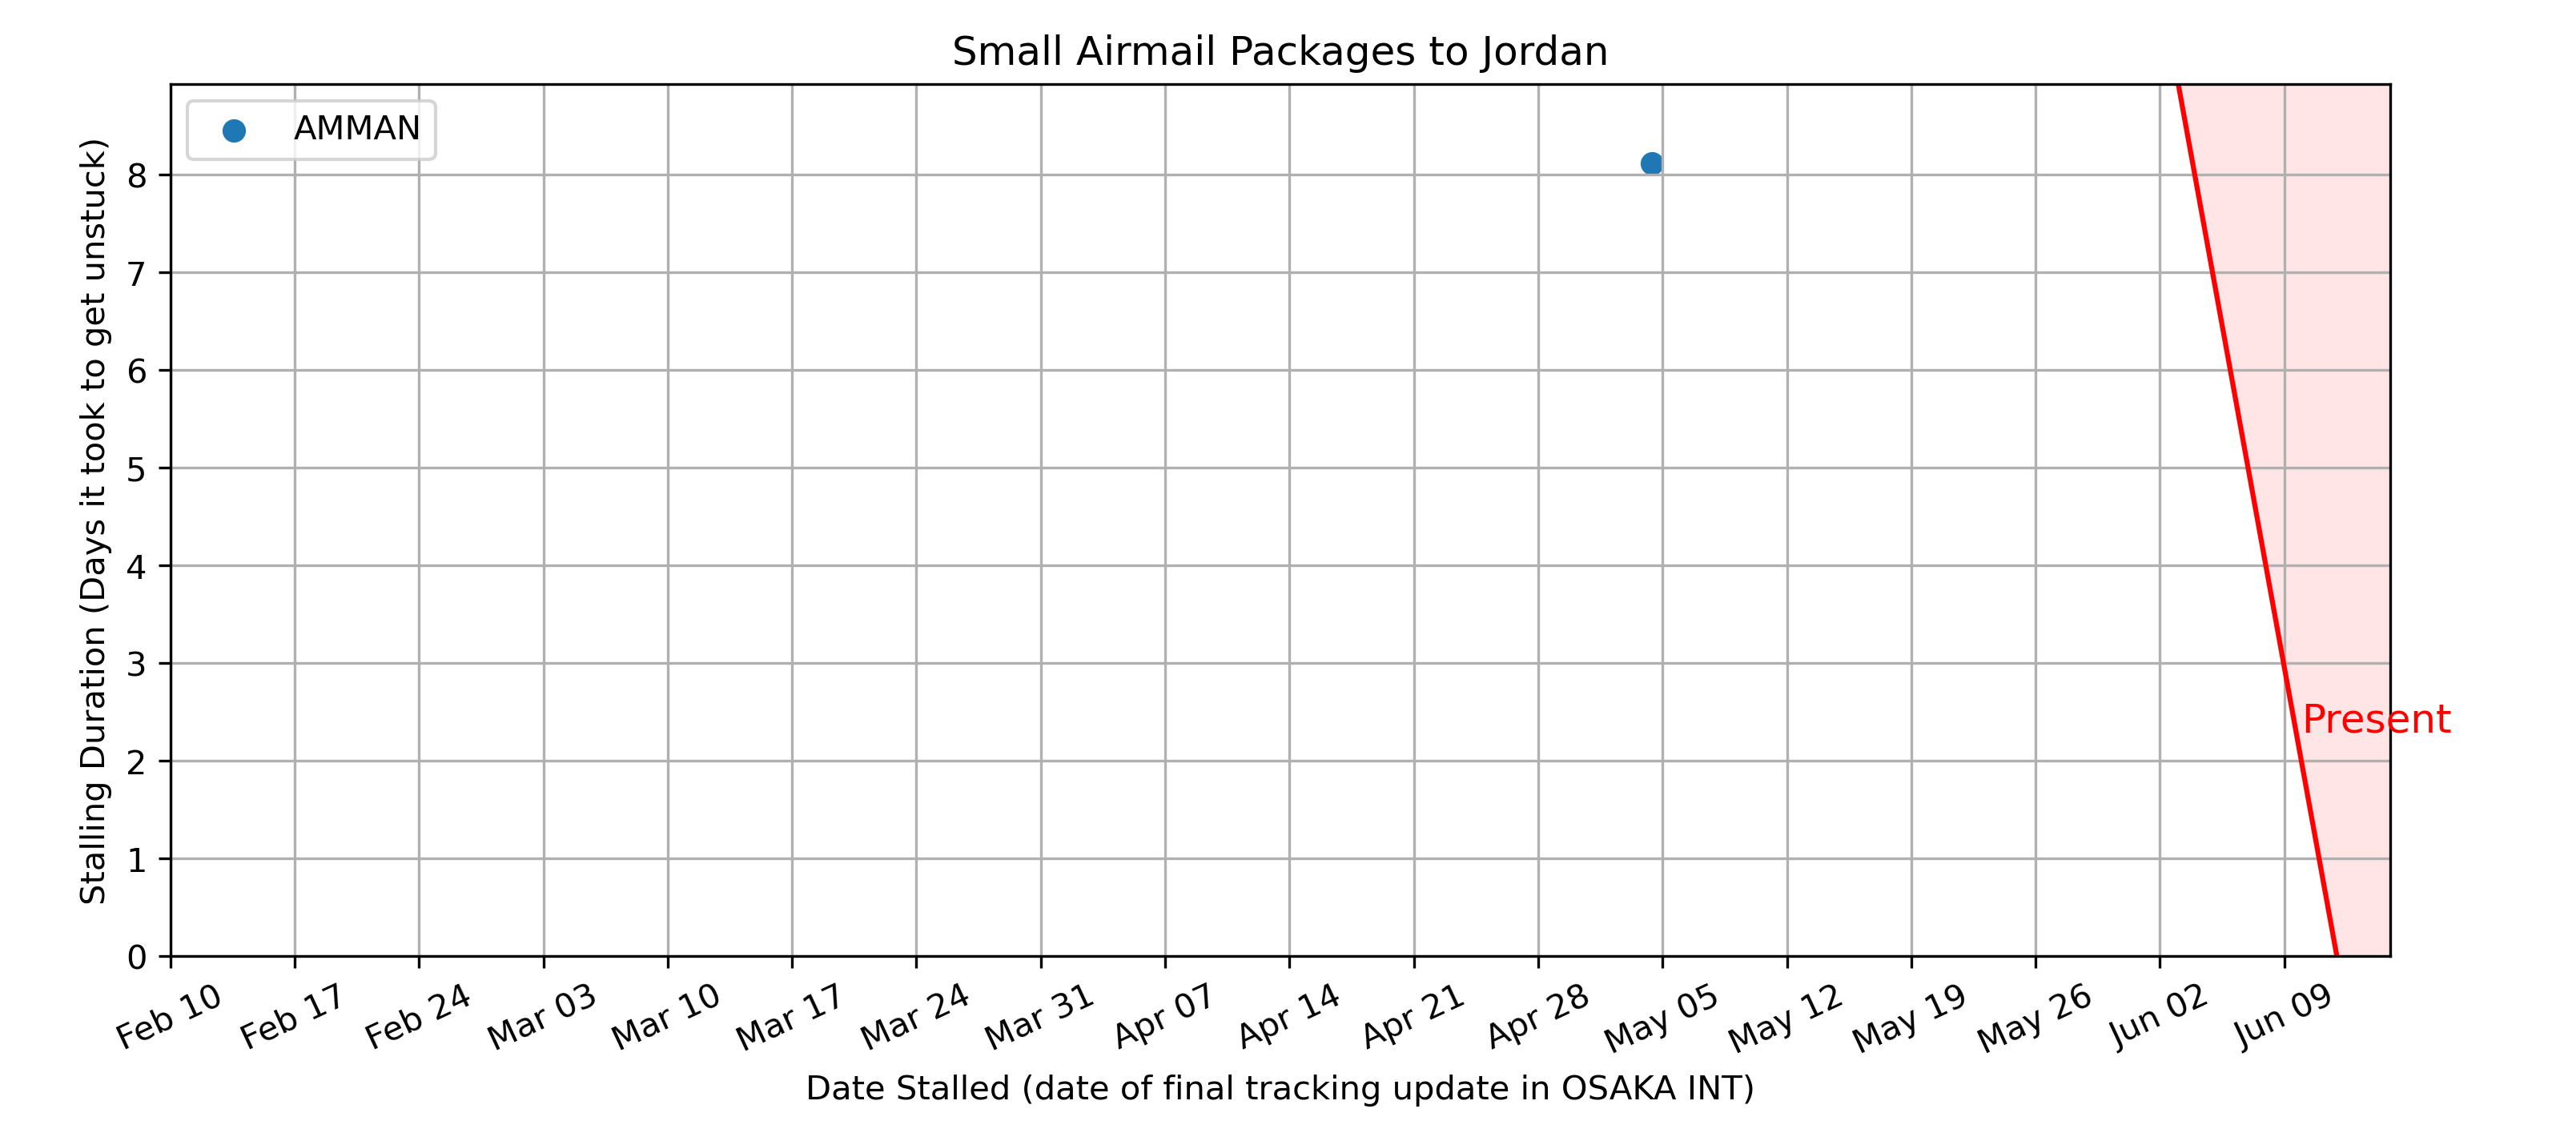 Small Airmail Packages to Jordan
AMMAN
Stalling Duration (Days it took to get unstuck)
8
7
6
5
4
3
2
1
0
Present
Feb 10
Feb 17
Feb 24
Mar 03
Mar 10
Mar 17
Mar 24
Mar 31
Apr 07
Apr 14
Apr 21
Apr 28
May 05
May 12
May 19
May 26
Jun 02
Jun 09
Date Stalled (date of final tracking update in OSAKA INT)